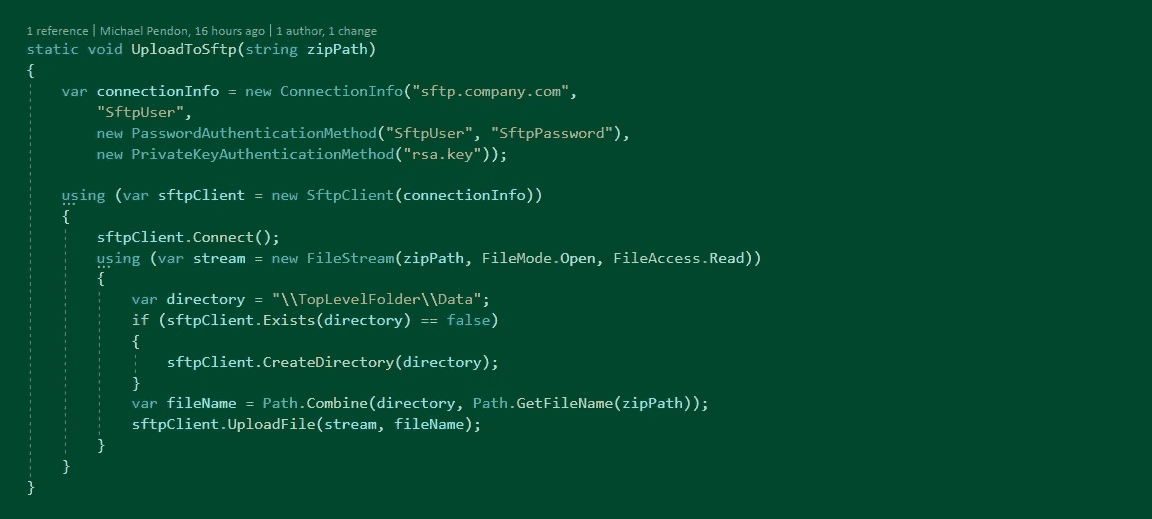 1 reference | Michael Pendon, 16 hours ago | 1 author, 1 change
static void UploadToSftp(string zipPath)
{
    var connectionInfo = new ConnectionInfo("sftp.company.com",
        "SftpUser",
        new PasswordAuthenticationMethod("SftpUser", "SftpPassword"),
        new PrivateKeyAuthenticationMethod("rsa.key"));

    using (var sftpClient = new SftpClient(connectionInfo))
    {
        sftpClient.Connect();
        using (var stream = new FileStream(zipPath, FileMode.Open, FileAccess.Read))
        {
            var directory = "\\TopLevelFolder\\Data";
            if (sftpClient.Exists(directory) == false)
            {
                sftpClient.CreateDirectory(directory);
            }
            var fileName = Path.Combine(directory, Path.GetFileName(zipPath));
            sftpClient.UploadFile(stream, fileName);
        }
    }
}